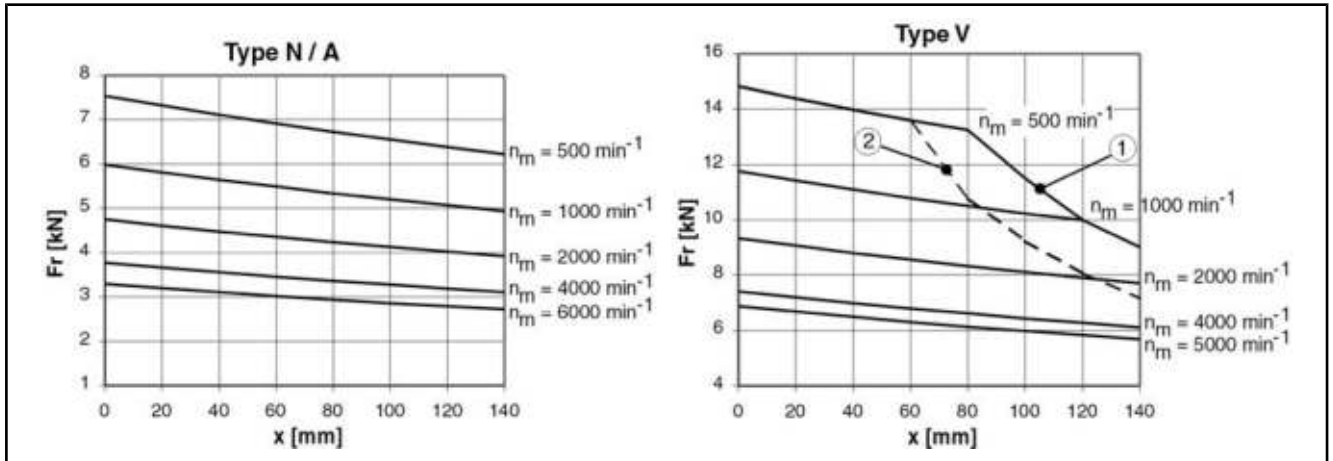 Type N / A
8
7
6
5
4
3
2
1
Fr [kN]
0 20 40 60 80 100 120 140
x [mm]
nm = 500 min-1
nm = 1000 min-1
nm = 2000 min-1
nm = 4000 min-1
nm = 6000 min-1
Type V
16
14
12
10
8
6
4
Fr [kN]
0 20 40 60 80 100 120 140
x [mm]
nm = 500 min-1
2
1
nm = 1000 min-1
nm = 2000 min-1
nm = 4000 min-1
nm = 5000 min-1